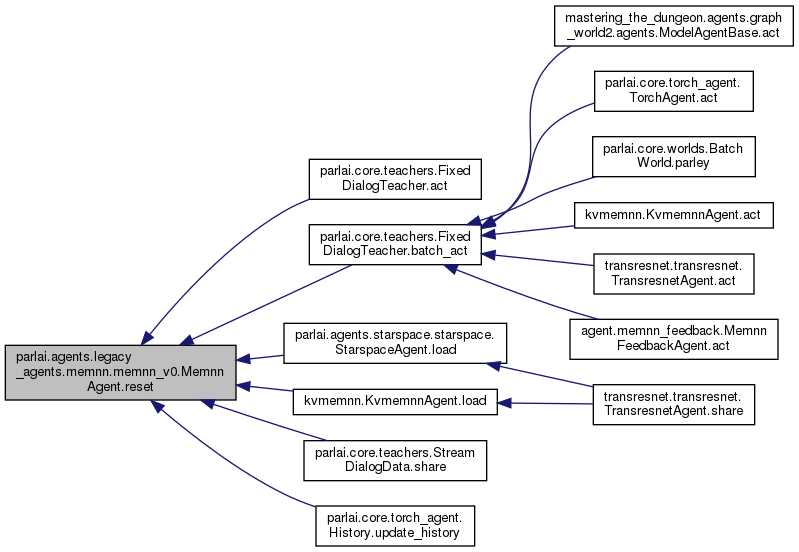 mastering_the_dungeon.agents.graph
_world2.agents.ModelAgentBase.act
parlai.core.torch_agent.
TorchAgent.act
parlai.core.worlds.Batch
World.parley
parlai.core.teachers.Fixed
DialogTeacher.act
kvmemnn.KvmemnnAgent.act
parlai.core.teachers.Fixed
DialogTeacher.batch_act
transresnet.transresnet.
TransresnetAgent.act
agent.memnn_feedback.Memnn
FeedbackAgent.act
parlai.agents.starspace.starspace.
StarspaceAgent.load
parlai.agents.legacy
_agents.memnn.memnn_v0.Memnn
Agent.reset
kvmemnn.KvmemnnAgent.load
transresnet.transresnet.
TransresnetAgent.share
parlai.core.teachers.Stream
DialogData.share
parlai.core.torch_agent.
History.update_history